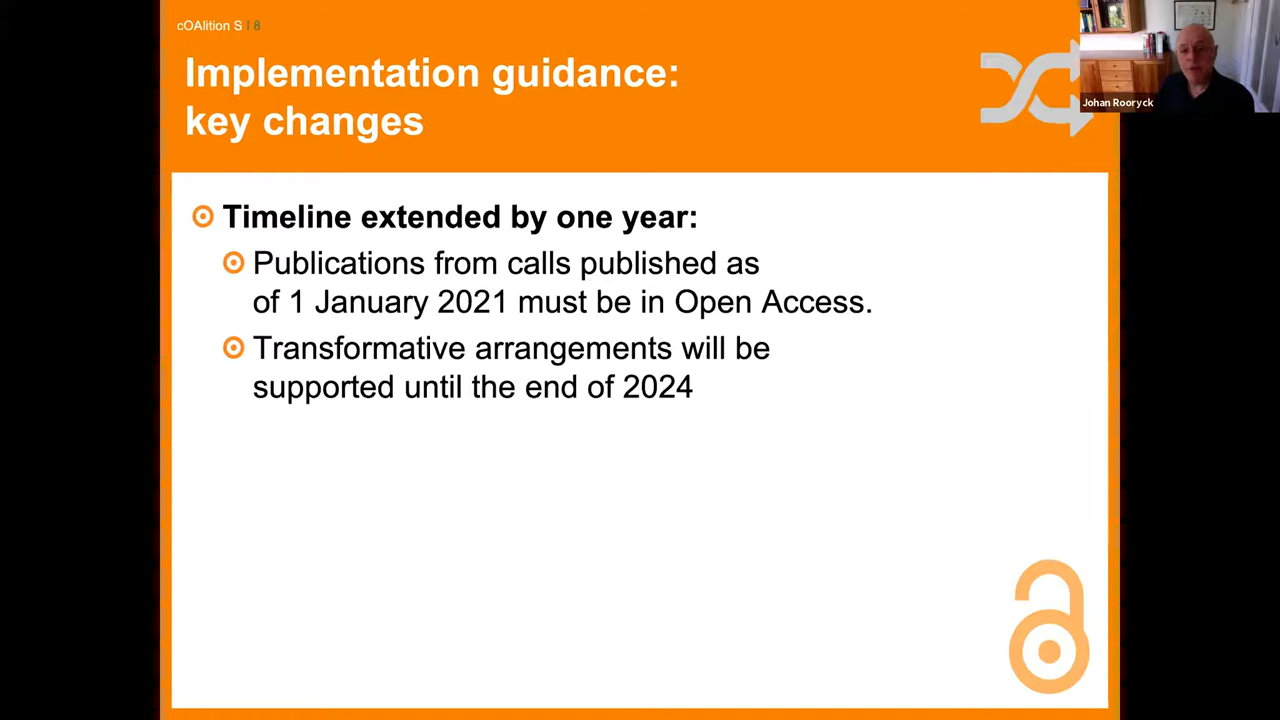 cOAlition S | 8
Implementation guidance:
key changes
Johan Rooryck
Timeline extended by one year:
Publications from calls published as
of 1 January 2021 must be in Open Access.
Transformative arrangements will be
supported until the end of 2024